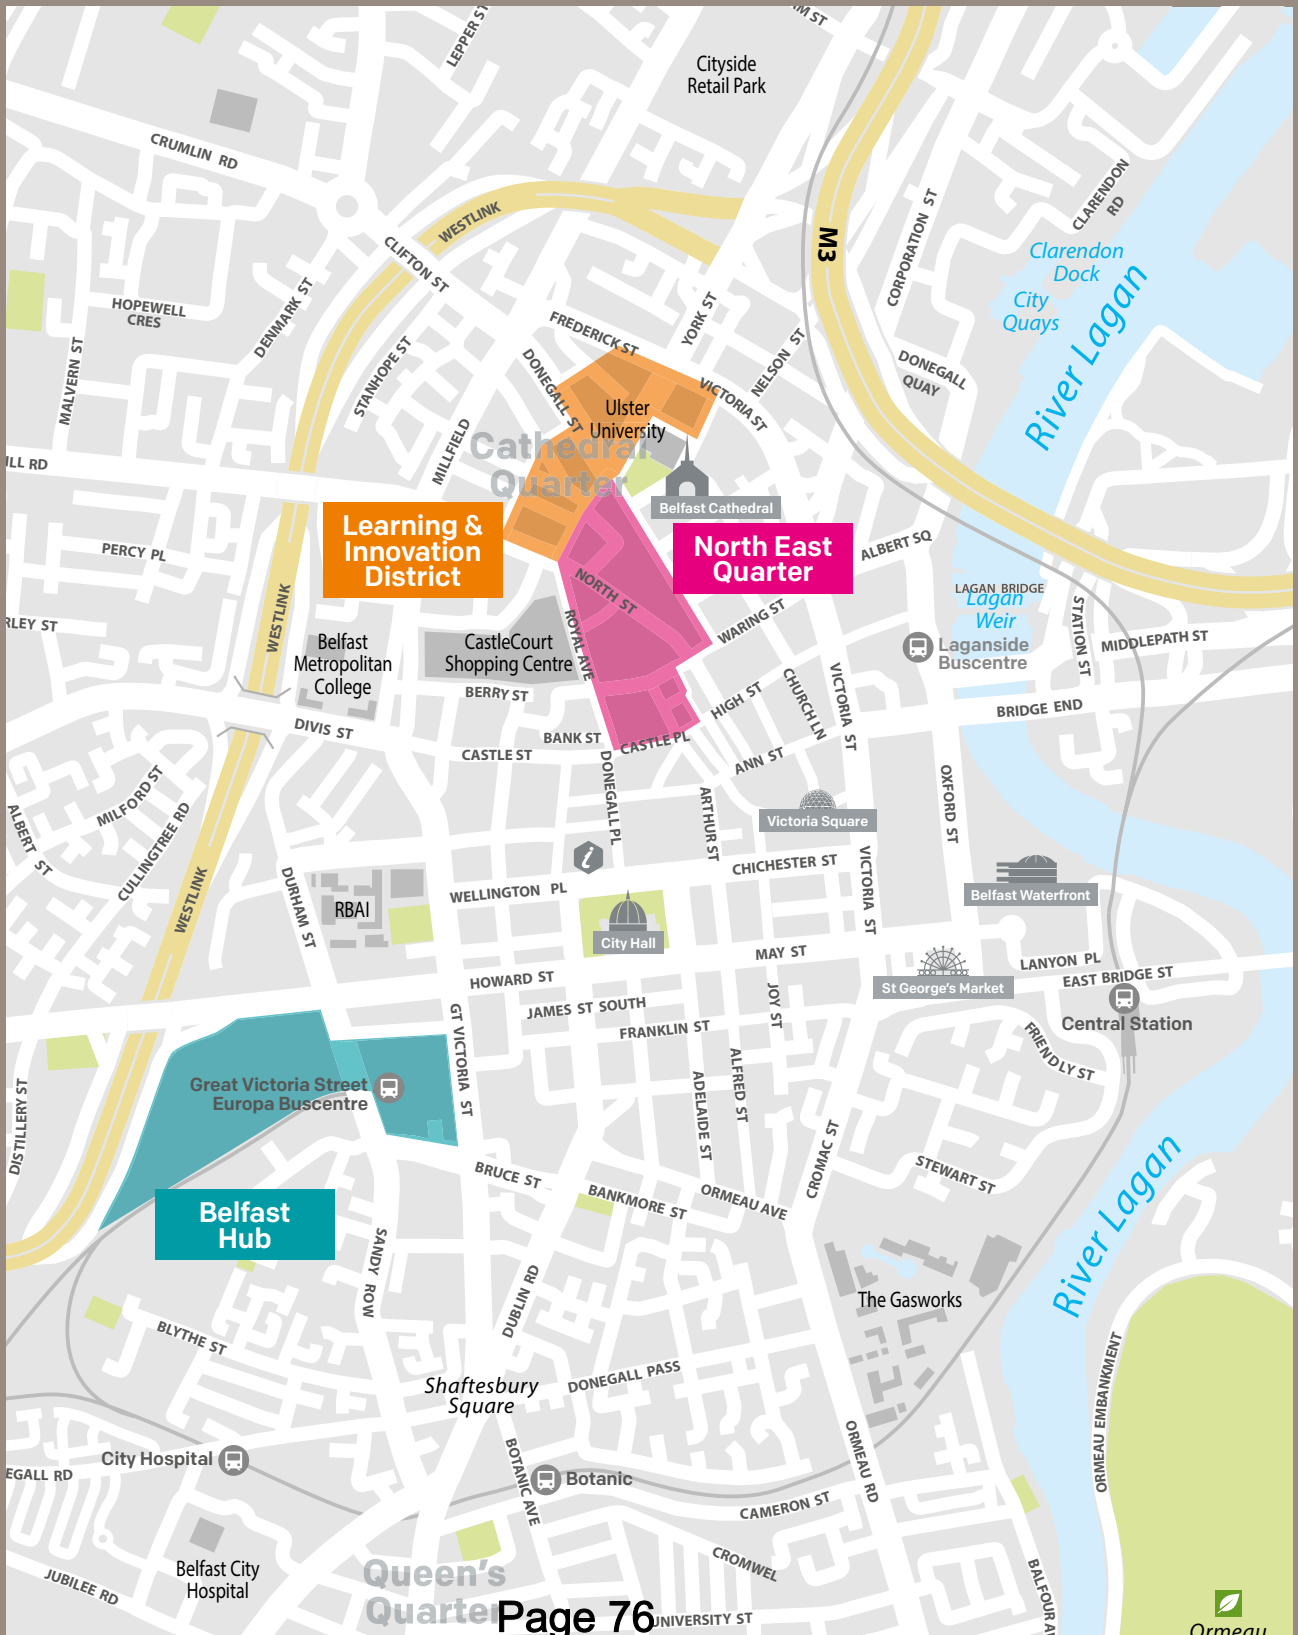 LEPPER ST
M ST
Cityside
Retail Park
CRUMLIN RD
WESTLINK
CLIFTON ST
M3
CORPORATION ST
CLARENDON
RD
Clarendon
Dock
City
Quays
River Lagan
HOPEWELL
CRES
DENMARK ST
MALVERN ST
STANHOPE ST
FREDERICK ST
YORK ST
NELSON ST
DONEGALL
QUAY
DONEGALL ST
VICTORIA ST
Ulster
University
MILLFIELD
Cathedral
Quarter
ILL RD
Belfast Cathedral
Learning &
Innovation
District
North East
Quarter
ALBERT SQ
PERCY PL
LAGAN BRIDGE
Lagan
Weir
STATION ST
MIDDLEPATH ST
NORTH ST
WARING ST
RLEY ST
WESTLINK
Belfast
Metropolitan
College
CastleCourt
Shopping Centre
ROYAL AVE
Laganside
Buscentre
BERRY ST
HIGH ST
CHURCH LN
VICTORIA ST
BRIDGE END
DIVIS ST
BANK ST
CASTLE PL
CASTLE ST
ANN ST
DONEGALL PL
ARTHUR ST
OXFORD ST
MILFORD ST
ALBERT ST
CULLINGTREE RD
Victoria Square
CHICHESTER ST
VICTORIA ST
Belfast Waterfront
WESTLINK
DURHAM ST
RBAI
WELLINGTON PL
City Hall
MAY ST
LANYON PL
EAST BRIDGE ST
St George's Market
HOWARD ST
JAMES ST SOUTH
JOY ST
Central Station
GT VICTORIA ST
FRANKLIN ST
ALFRED ST
ADELAIDE ST
FRIENDLY ST
DISTILLERY ST
Great Victoria Street
Europa Buscentre
CROMAC ST
STEWART ST
River Lagan
BRUCE ST
BANKMORE ST
ORMEAU AVE
Belfast
Hub
SANDY ROW
DUBLIN RD
The Gasworks
BLYTHE ST
ORMEAU EMBANKMENT
Shaftesbury
Square
DONEGALL PASS
City Hospital
EGALL RD
BOTANIC AVE
Botanic
ORMEAU RD
CAMERON ST
CROMWEL
Belfast City
Hospital
JUBILEE RD
Queen's
Quarter
Page 76
UNIVERSITY ST
BALFOUR A
Ormeau